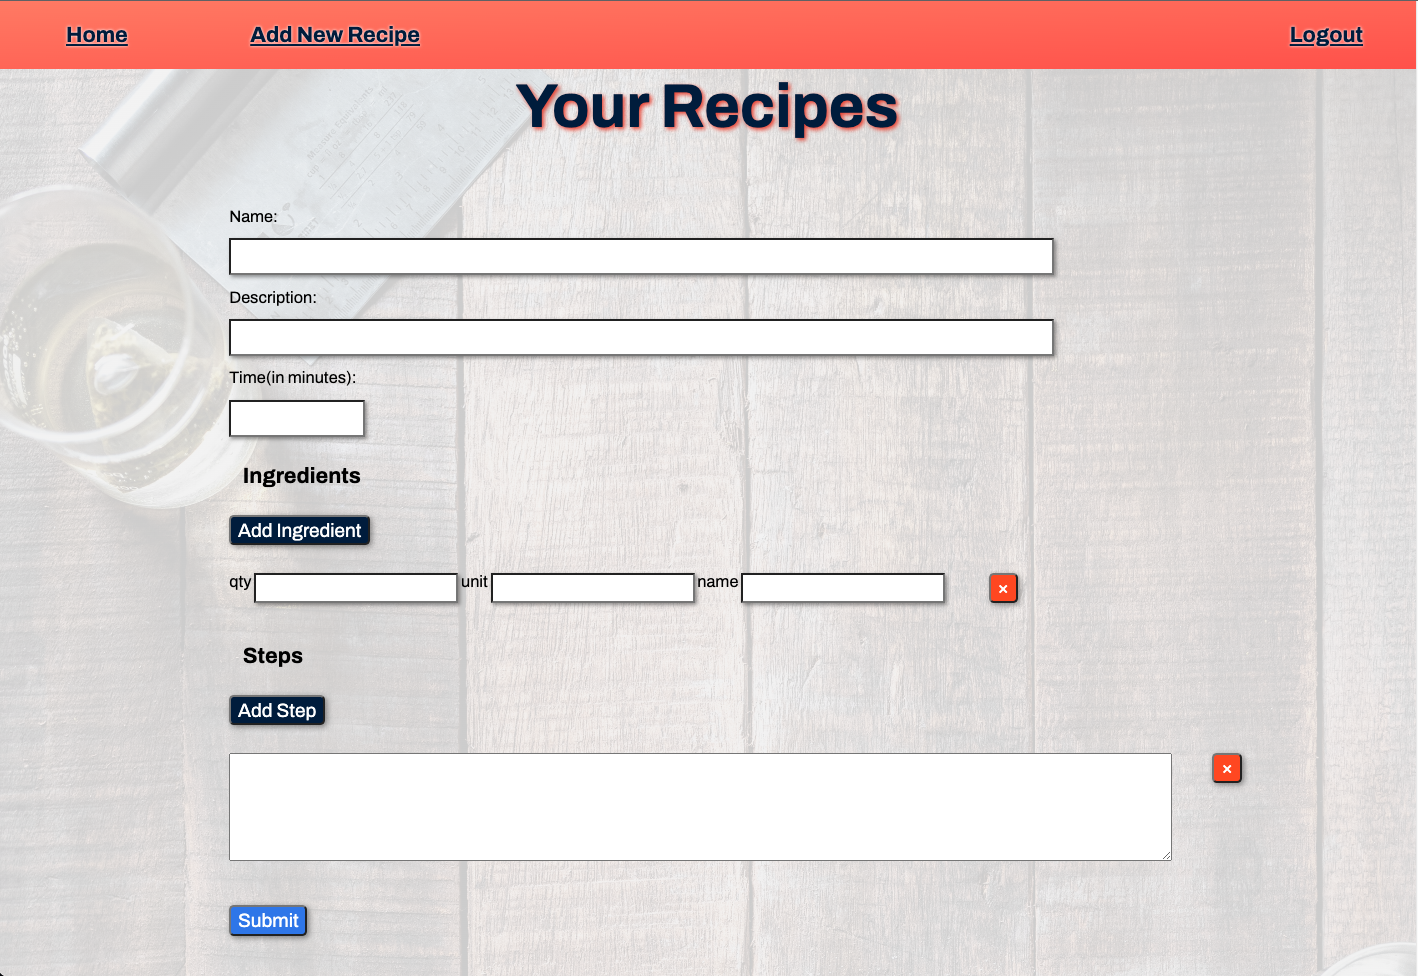 Home Add New Recipe Logout
Your Recipes
Name:
Description:
Time(in minutes):
Ingredients
Add Ingredient
qty unit name ×
Steps
Add Step
×
Submit